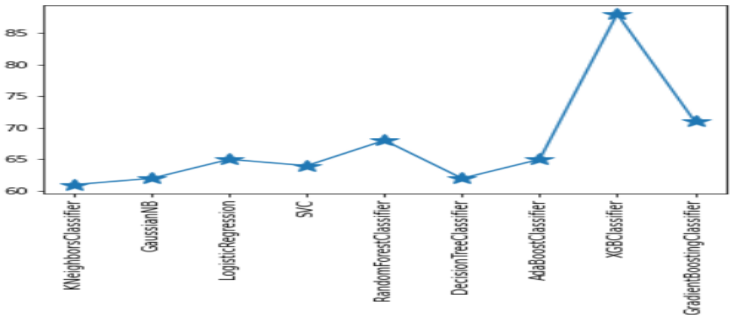 85
80
75
70
65
60
KNeighborsClassifier
GaussianNB
LogisticRegression
SVC
RandomForestClassifier
DecisionTreeClassifier
AdaBoostClassifier
XGBClassifier
GradientBoostingClassifier